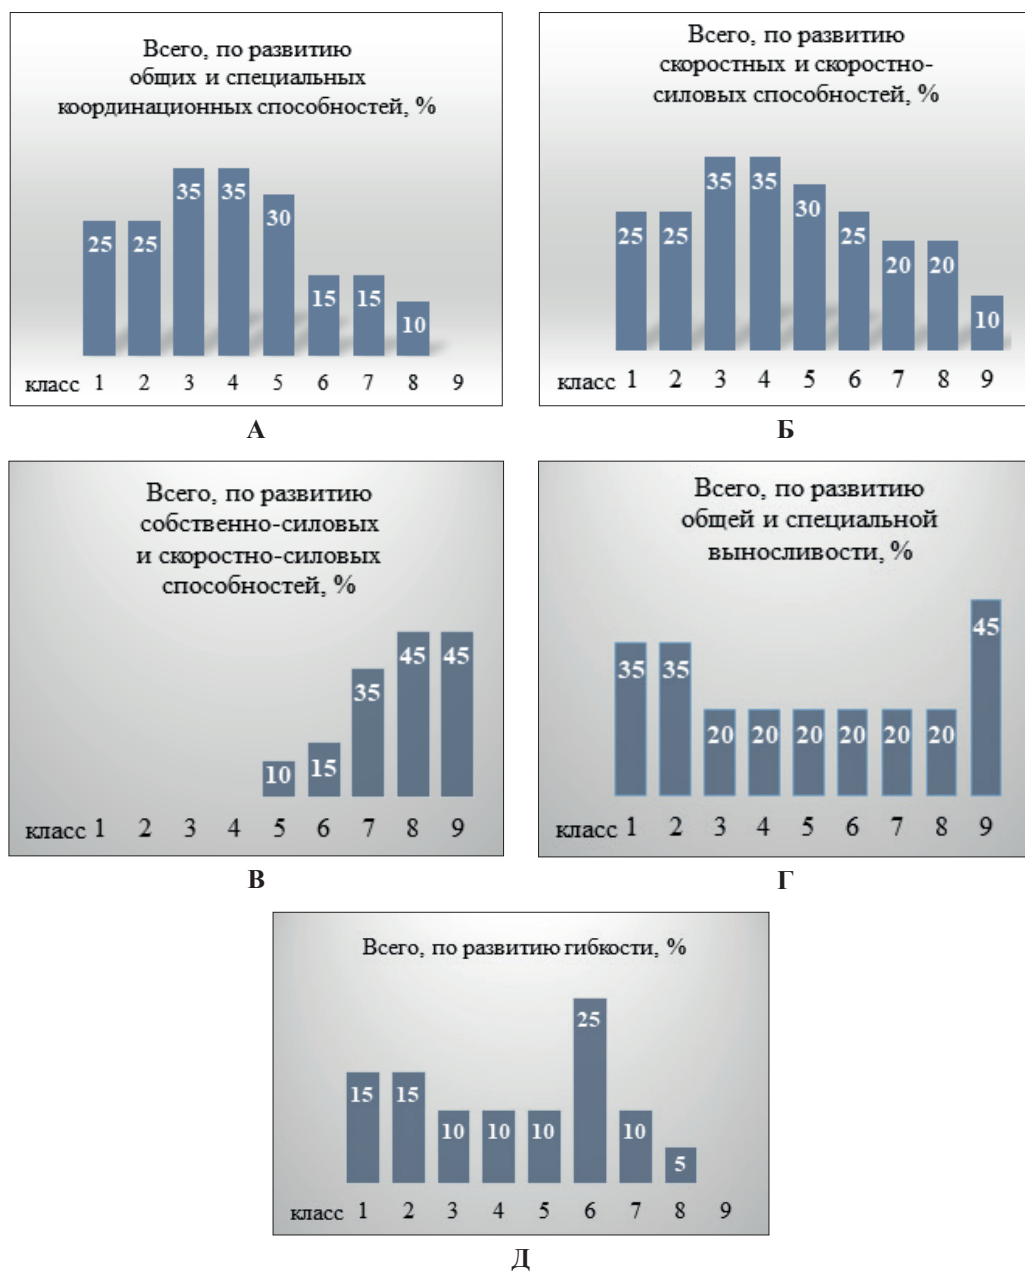 Всего, по развитию
общих и специальных
координационных способностей, %
25 25 35 35 30 15 15 10
класс 1 2 3 4 5 6 7 8 9
А
Всего, по развитию
скоростных и скоростно-
силовых способностей, %
25 25 35 35 30 25 20 20 10
класс 1 2 3 4 5 6 7 8 9
Б
Всего, по развитию
собственно-силовых
и скоростно-силовых
способностей, %
10 15 35 45 45
класс 1 2 3 4 5 6 7 8 9
В
Всего, по развитию
общей и специальной
выносливости, %
35 35 20 20 20 20 20 20 45
класс 1 2 3 4 5 6 7 8 9
Г
Всего, по развитию гибкости, %
15 15 10 10 10 25 10 5
класс 1 2 3 4 5 6 7 8 9
Д